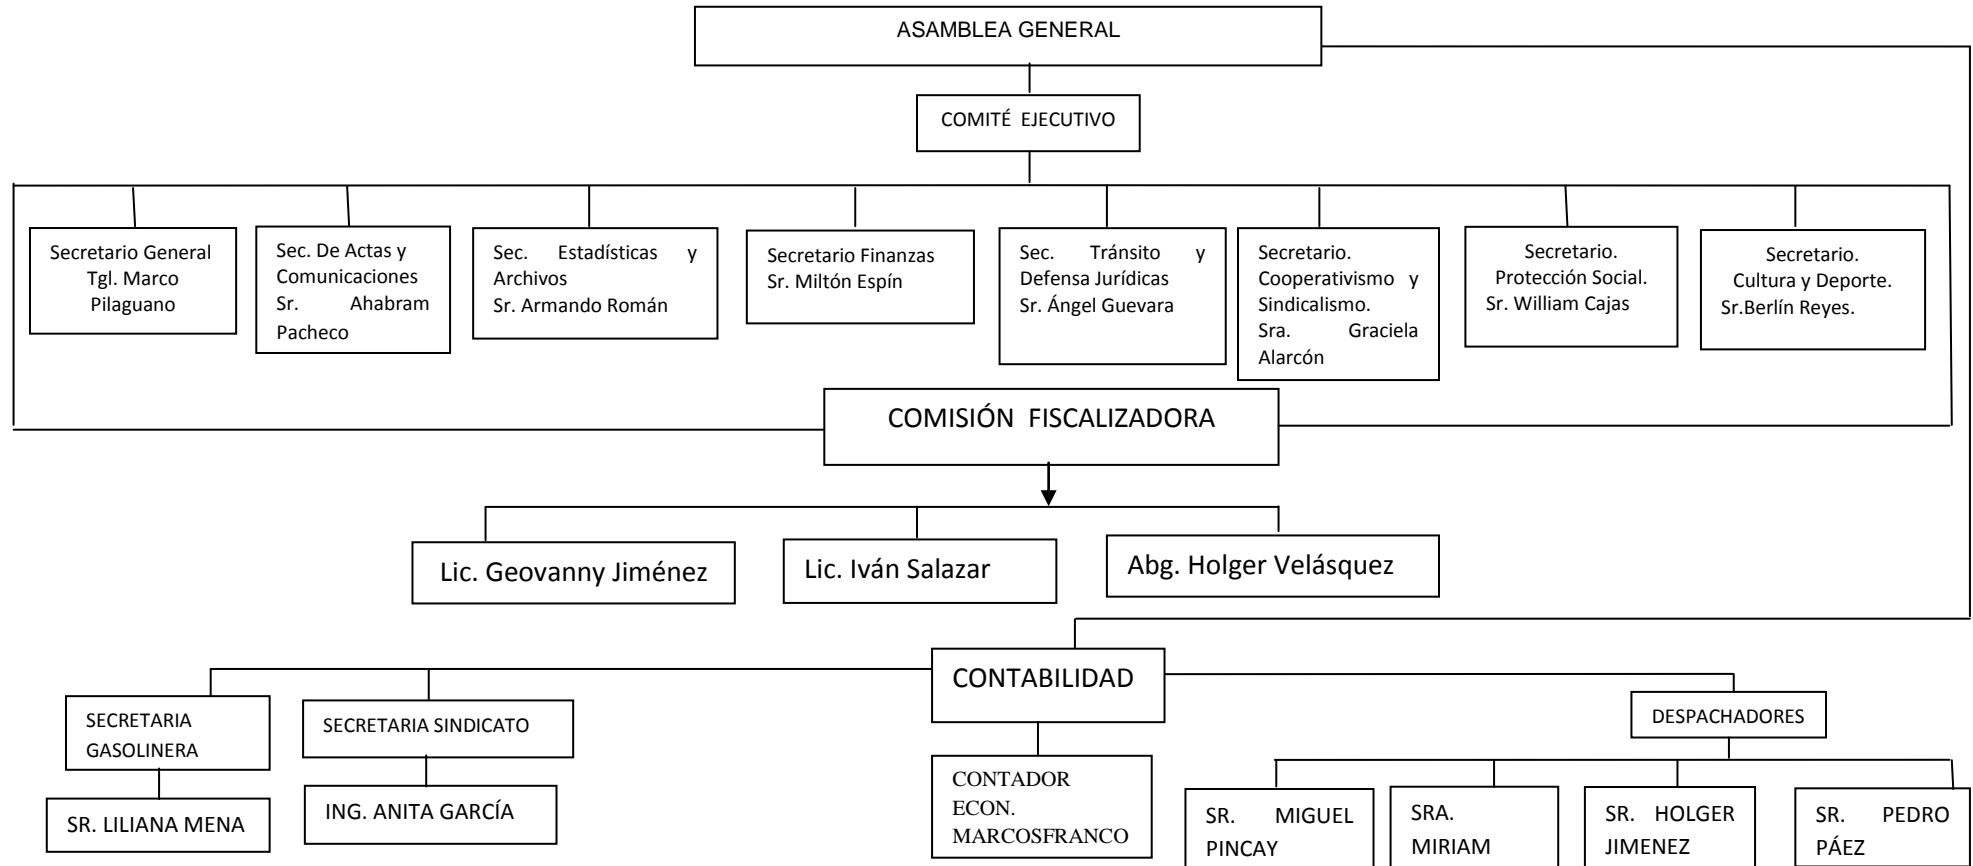 ASAMBLEA GENERAL
COMITÉ EJECUTIVO
Secretario General
Tgl. Marco
Pilaguano
Sec. De Actas y
Comunicaciones
Sr. Ahabram
Pacheco
Sec. Estadísticas y
Archivos
Sr. Armando Román
Secretario Finanzas
Sr. Miltón Espín
Sec. Tránsito y
Defensa Jurídicas
Sr. Ángel Guevara
Secretario.
Cooperativismo y
Sindicalismo.
Sra. Graciela
Alarcón
Secretario.
Protección Social.
Sr. William Cajas
Secretario.
Cultura y Deporte.
Sr.Berlín Reyes.
COMISIÓN FISCALIZADORA
Lic. Geovanny Jiménez
Lic. Iván Salazar
Abg. Holger Velásquez
CONTABILIDAD
SECRETARIA
GASOLINERA
SECRETARIA SINDICATO
DESPACHADORES
SR. LILIANA MENA
ING. ANITA GARCÍA
CONTADOR
ECON.
MARCOSFRANCO
SR. MIGUEL
PINCAY
SRA.
MIRIAM
SR. HOLGER
JIMENEZ
SR. PEDRO
PÁEZ